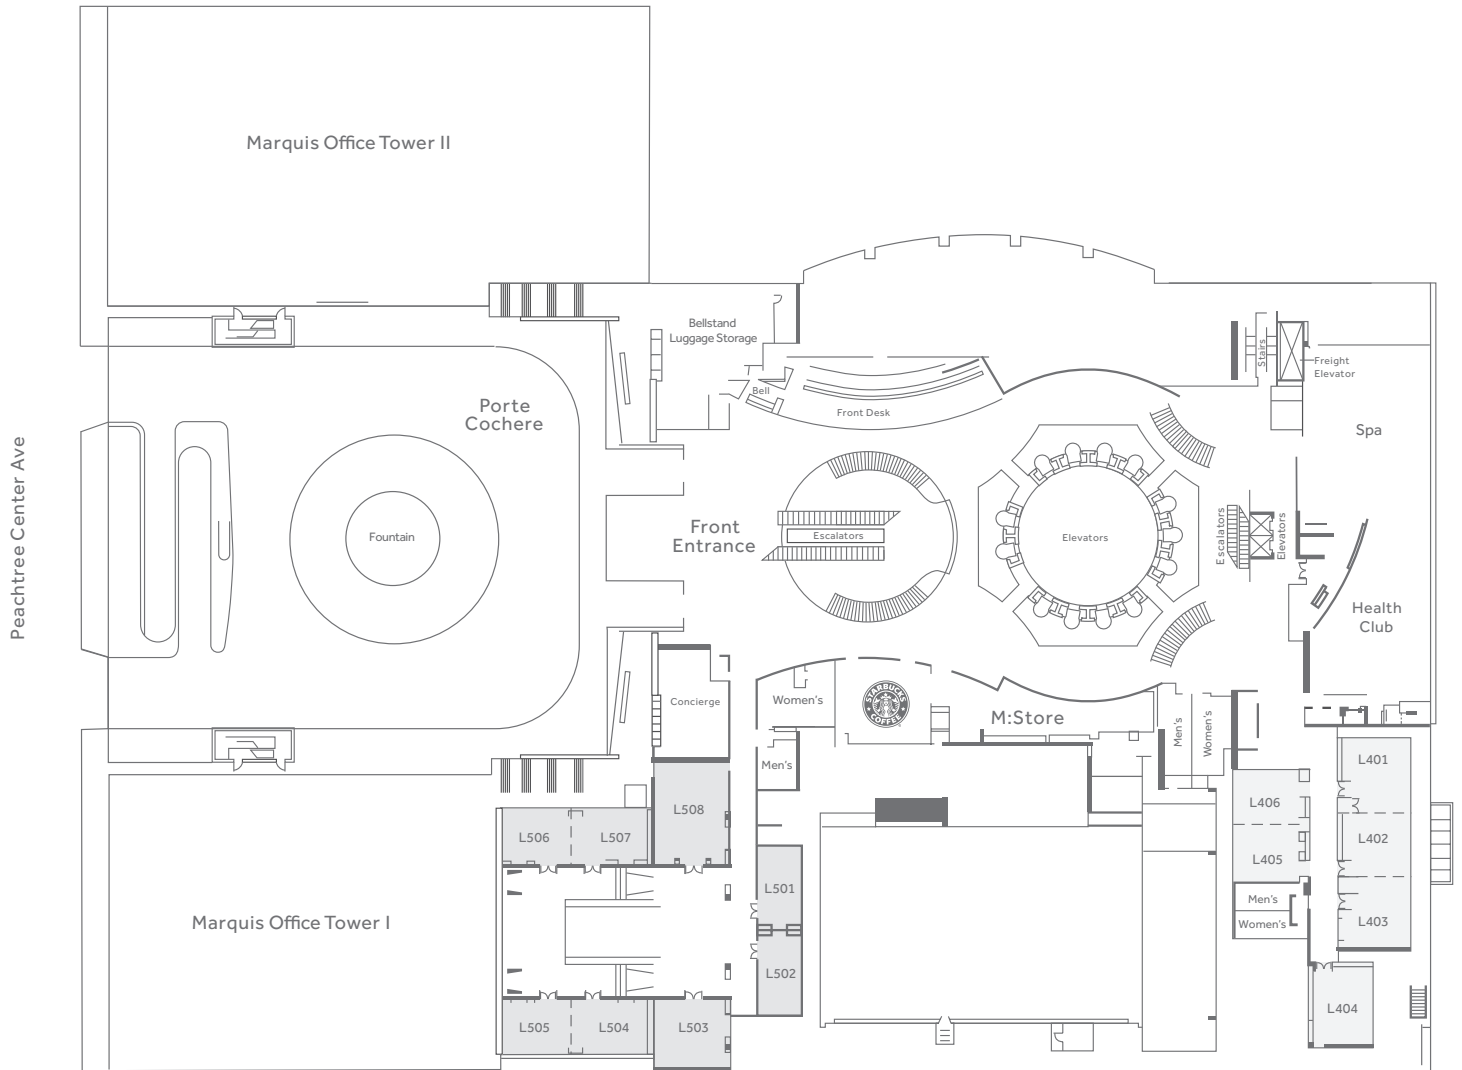 Marquis Office Tower II
Peachtree Center Ave
Bellstand
Luggage Storage
Bell
Front Desk
Stairs
Freight
Elevator
Spa
Porte
Cochere
Fountain
Front
Entrance
Escalators
Elevators
Escalators
Elevators
Health
Club
Concierge
Women's
Men's
STARBUCKS
COFFEE
M:Store
Men's
Women's
L401
L402
L403
L404
L406
L405
Men's
Women's
L508
L506
L507
L501
L502
L505
L504
L503
Marquis Office Tower I